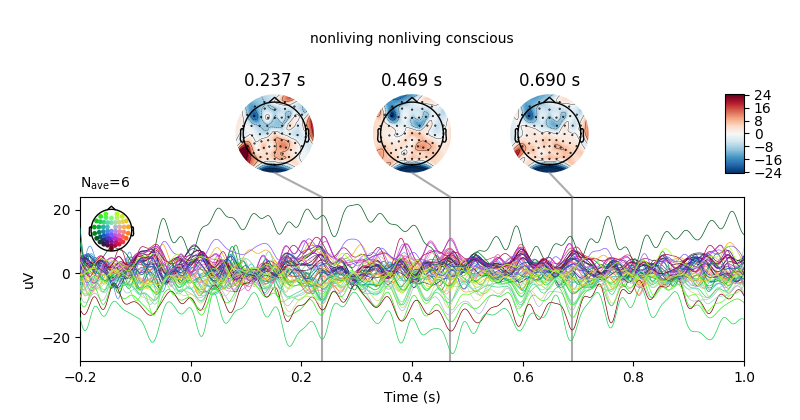 nonliving nonliving conscious
0.237 s 0.469 s 0.690 s
24
16
8
0
−8
−16
−24
Nave=6
20
0
−20
uV
−0.2 0.0 0.2 0.4 0.6 0.8 1.0
Time (s)